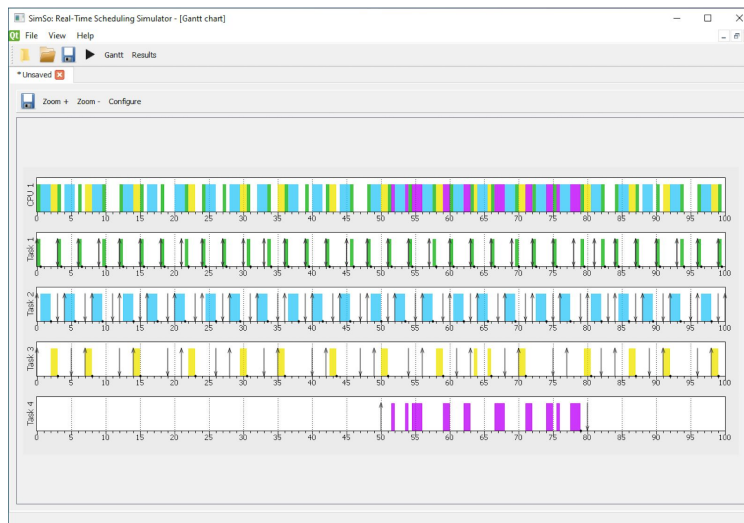 SimSo: Real-Time Scheduling Simulator - [Gantt chart]
Qt File View Help
Gantt Results
* Unsaved
Zoom + Zoom - Configure
CPU 1
0 5 10 15 20 25 30 35 40 45 50 55 60 65 70 75 80 85 90 95 100
Task 1
0 5 10 15 20 25 30 35 40 45 50 55 60 65 70 75 80 85 90 95 100
Task 2
0 5 10 15 20 25 30 35 40 45 50 55 60 65 70 75 80 85 90 95 100
Task 3
0 5 10 15 20 25 30 35 40 45 50 55 60 65 70 75 80 85 90 95 100
Task 4
0 5 10 15 20 25 30 35 40 45 50 55 60 65 70 75 80 85 90 95 100